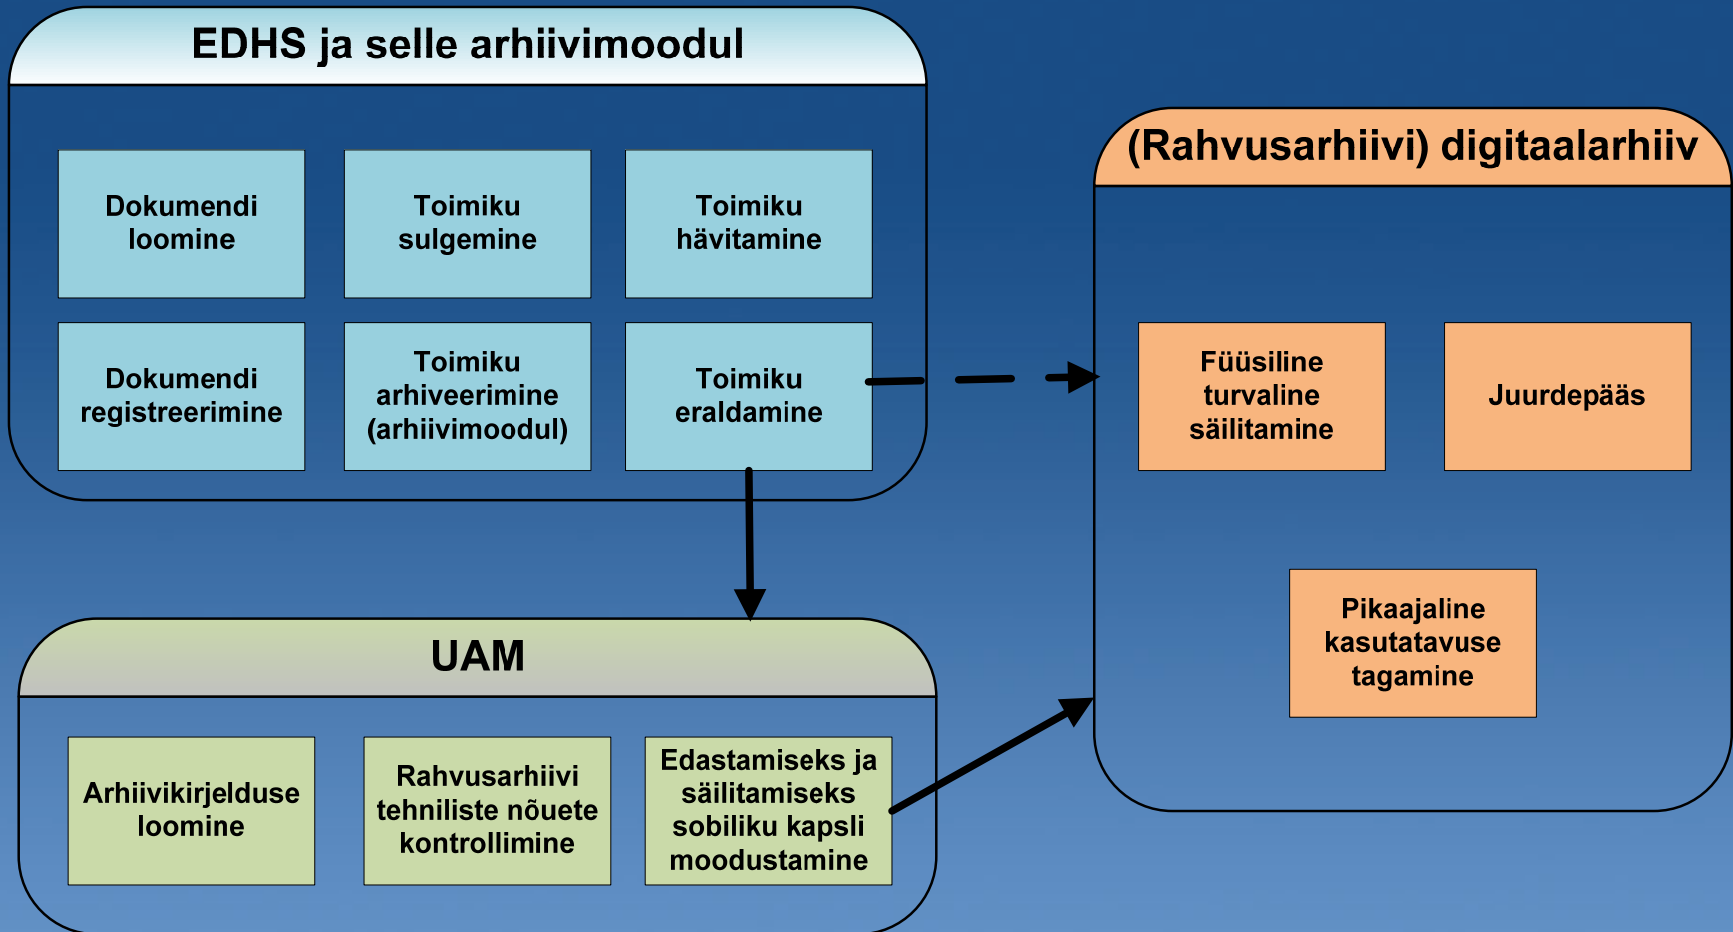 EDHS ja selle arhiivimoodul
Dokumendi
loomine
Toimiku
sulgemine
Toimiku
hävitamine
Dokumendi
registreerimine
Toimiku
arhiveerimine
(arhiivimoodul)
Toimiku
eraldamine
(Rahvusarhiivi) digitaalarhiiv
Füüsiline
turvaline
säilitamine
Juurdepääs
Pikaajaline
kasutatavuse
tagamine
UAM
Arhiivikirjelduse
loomine
Rahvusarhiivi
tehniliste nõuete
kontrollimine
Edastamiseks ja
säilitamiseks
sobiliku kapsli
moodustamine